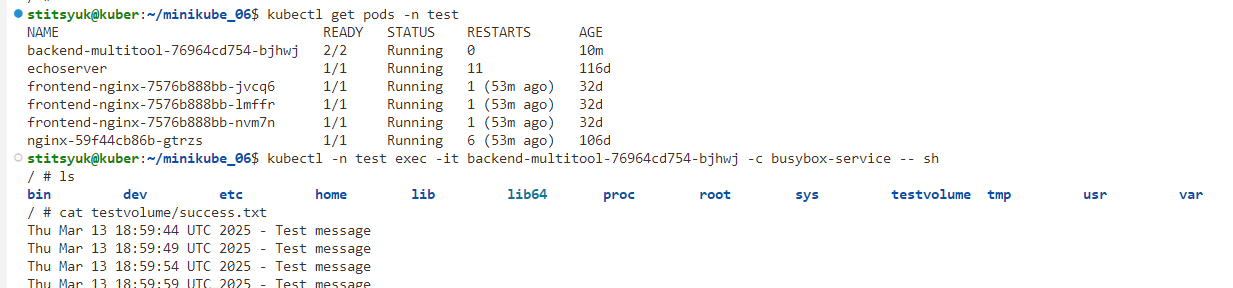 stitsyuk@kuber:~/minikube_06$ kubectl get pods -n test
NAME READY STATUS RESTARTS AGE
backend-multitool-76964cd754-bjhwj 2/2 Running 0 10m
echoserver 1/1 Running 11 116d
frontend-nginx-7576b888bb-jvcq6 1/1 Running 1 (53m ago) 32d
frontend-nginx-7576b888bb-lmffr 1/1 Running 1 (53m ago) 32d
frontend-nginx-7576b888bb-nvm7n 1/1 Running 1 (53m ago) 32d
nginx-59f44cb86b-gtrzs 1/1 Running 6 (53m ago) 106d
stitsyuk@kuber:~/minikube_06$ kubectl -n test exec -it backend-multitool-76964cd754-bjhwj -c busybox-service -- sh
/ # ls
bin dev etc home lib lib64 proc root sys testvolume tmp usr var
/ # cat testvolume/success.txt
Thu Mar 13 18:59:44 UTC 2025 - Test message
Thu Mar 13 18:59:49 UTC 2025 - Test message
Thu Mar 13 18:59:54 UTC 2025 - Test message
Thu Mar 13 18:59:59 UTC 2025 - Test message